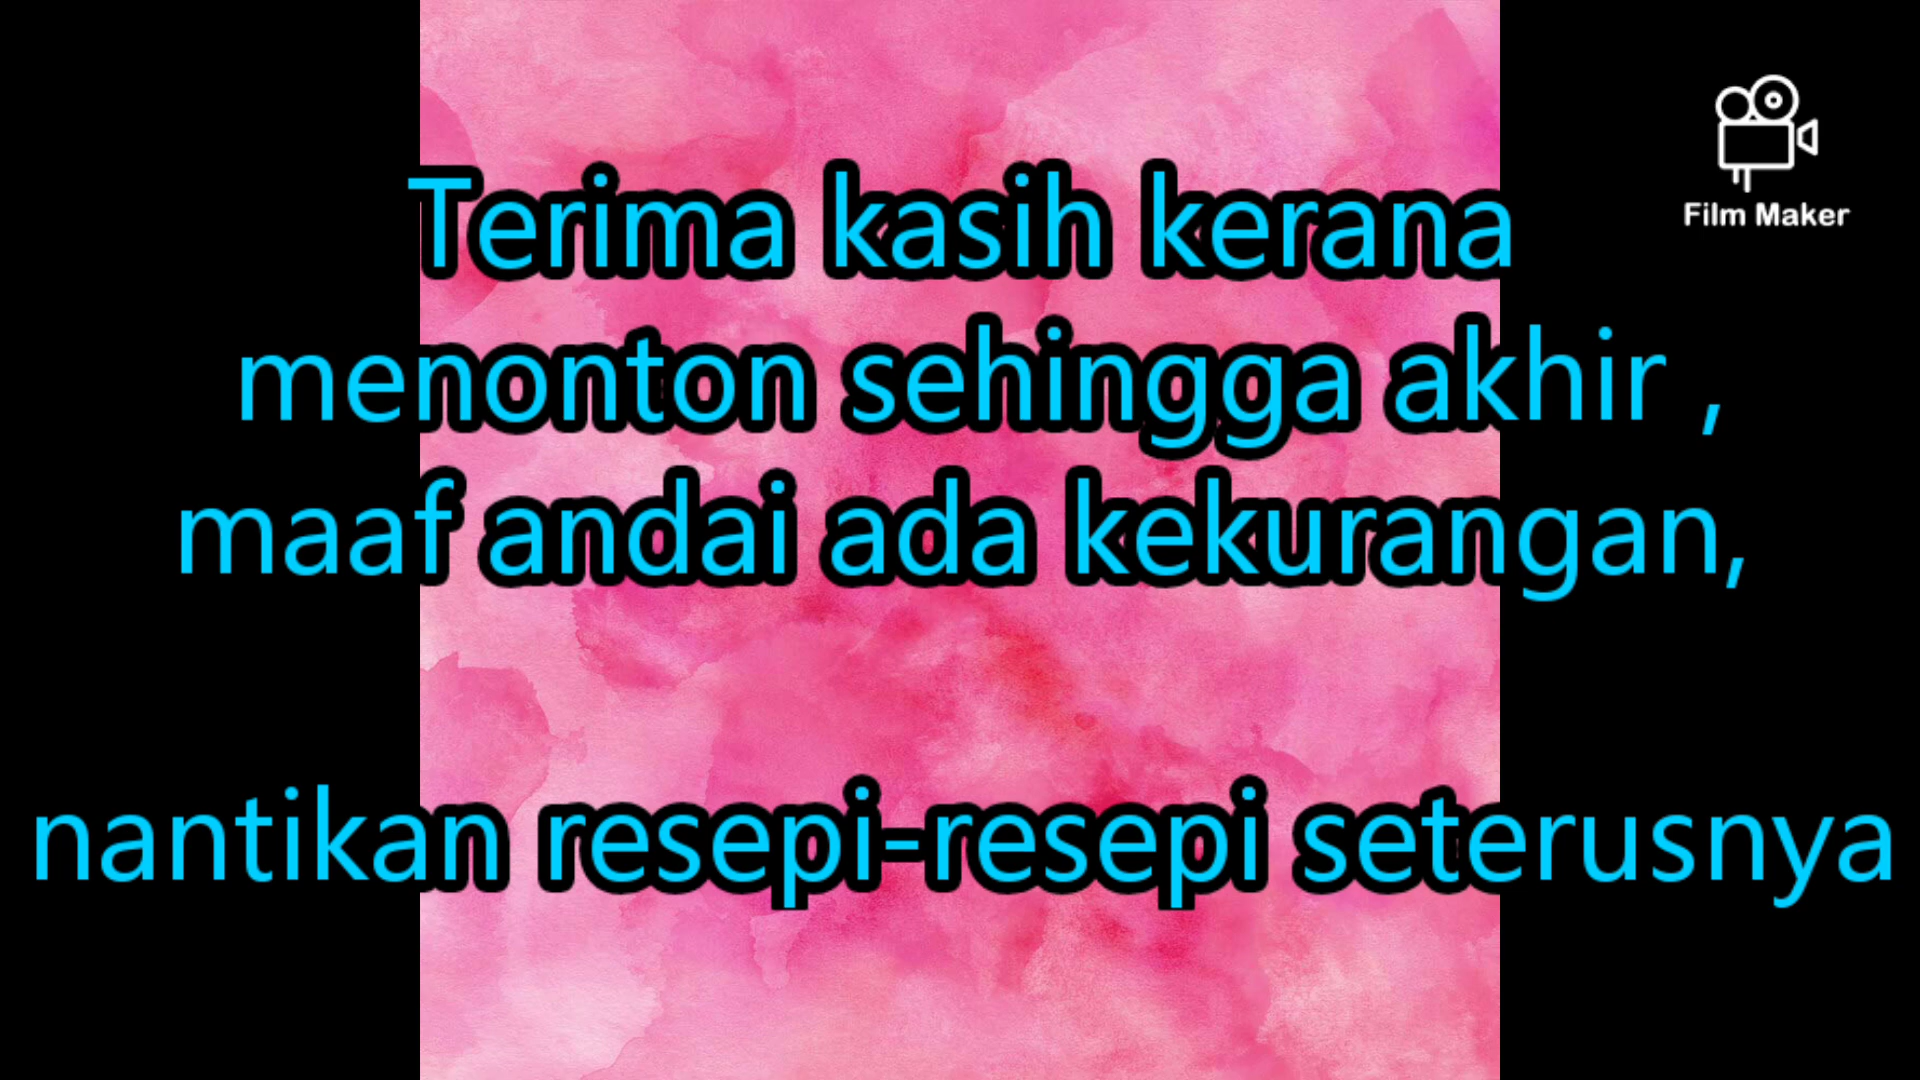 Terima kasih kerana
menonton sehingga akhir ,
maaf andai ada kekurangan,
nantikan resepi-resepi seterusnya
Film Maker